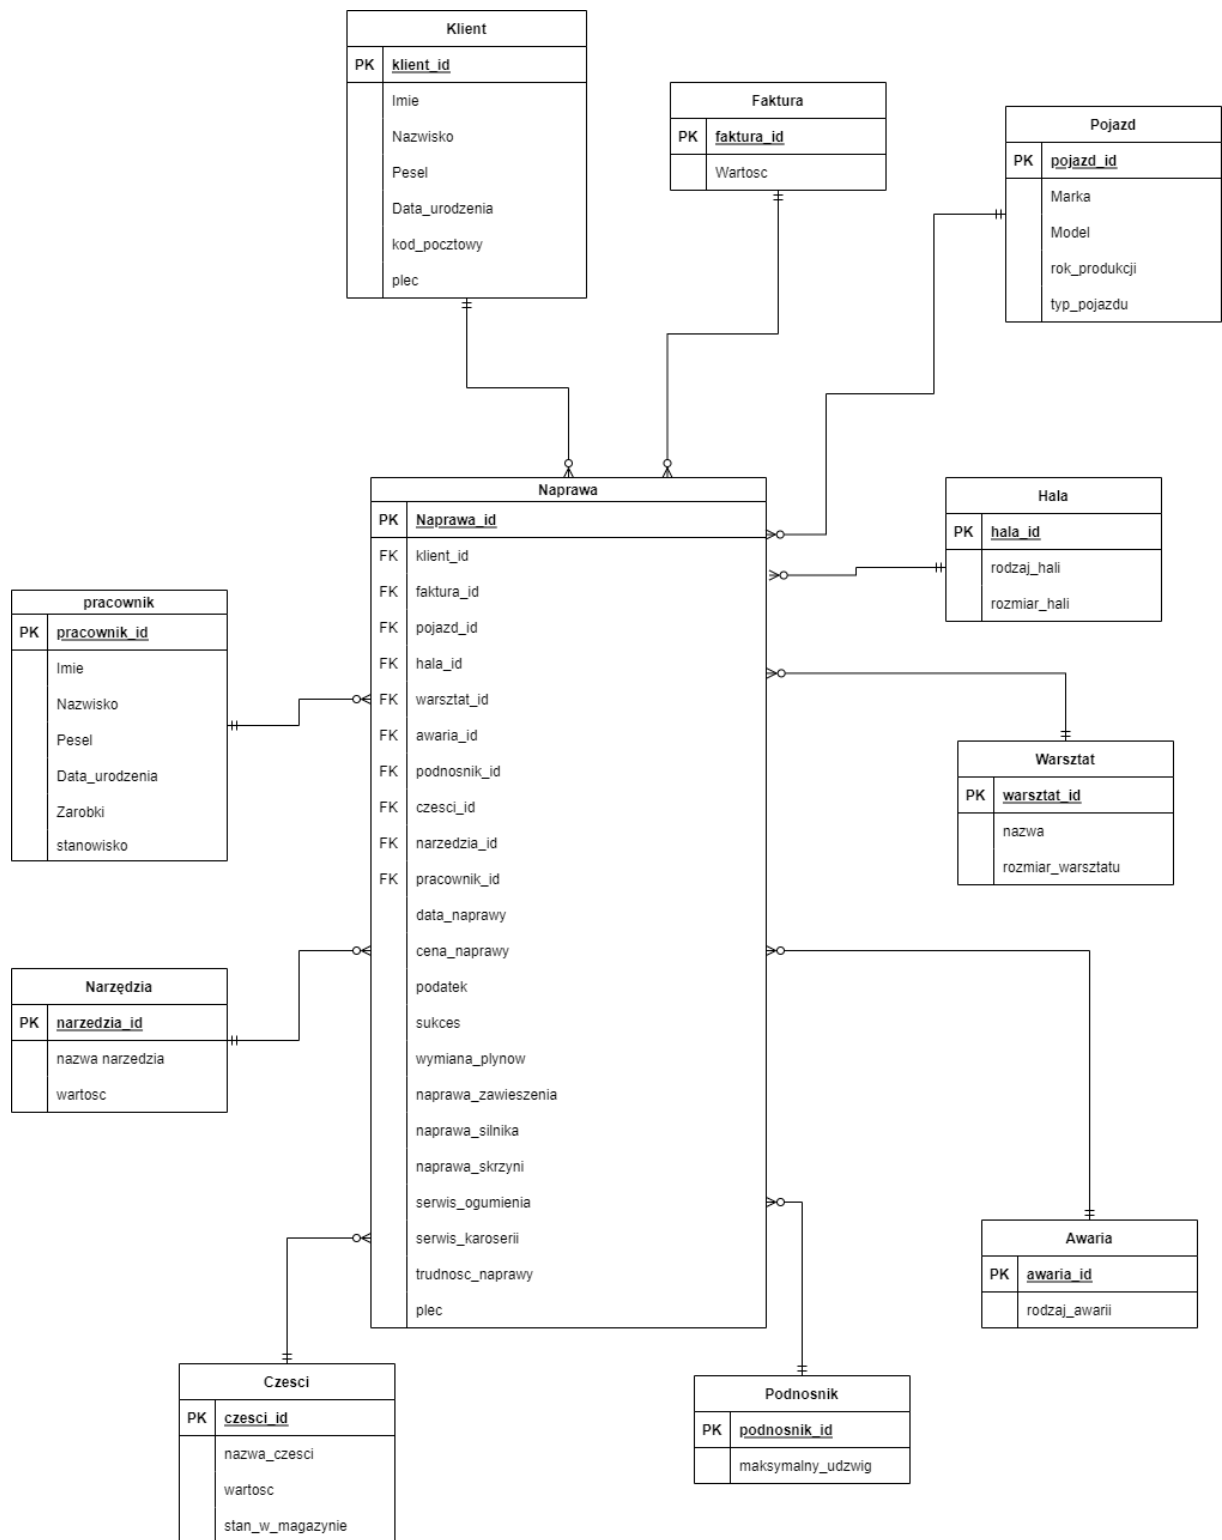 Klient
PK klient_id
Imie
Nazwisko
Pesel
Data_urodzenia
kod_pocztowy
plec
Faktura
PK faktura_id
Wartosc
Pojazd
PK pojazd_id
Marka
Model
rok_produkcji
typ_pojazdu
Naprawa
PK Naprawa_id
FK klient_id
FK faktura_id
FK pojazd_id
FK hala_id
FK warsztat_id
FK awaria_id
FK podnosnik_id
FK czesci_id
FK narzedzia_id
FK pracownik_id
data_naprawy
cena_naprawy
podatek
sukces
wymiana_plynow
naprawa_zawieszenia
naprawa_silnika
naprawa_skrzyni
serwis_ogumienia
serwis_karoserii
trudnosc_naprawy
plec
Hala
PK hala_id
rodzaj_hali
rozmiar_hali
pracownik
PK pracownik_id
Imie
Nazwisko
Pesel
Data_urodzenia
Zarobki
stanowisko
Warsztat
PK warsztat_id
nazwa
rozmiar_warsztatu
Narzędzia
PK narzedzia_id
nazwa narzedzia
wartosc
Awaria
PK awaria_id
rodzaj_awarii
Czesci
PK czesci_id
nazwa_czesci
wartosc
stan_w_magazynie
Podnosnik
PK podnosnik_id
maksymalny_udzwig